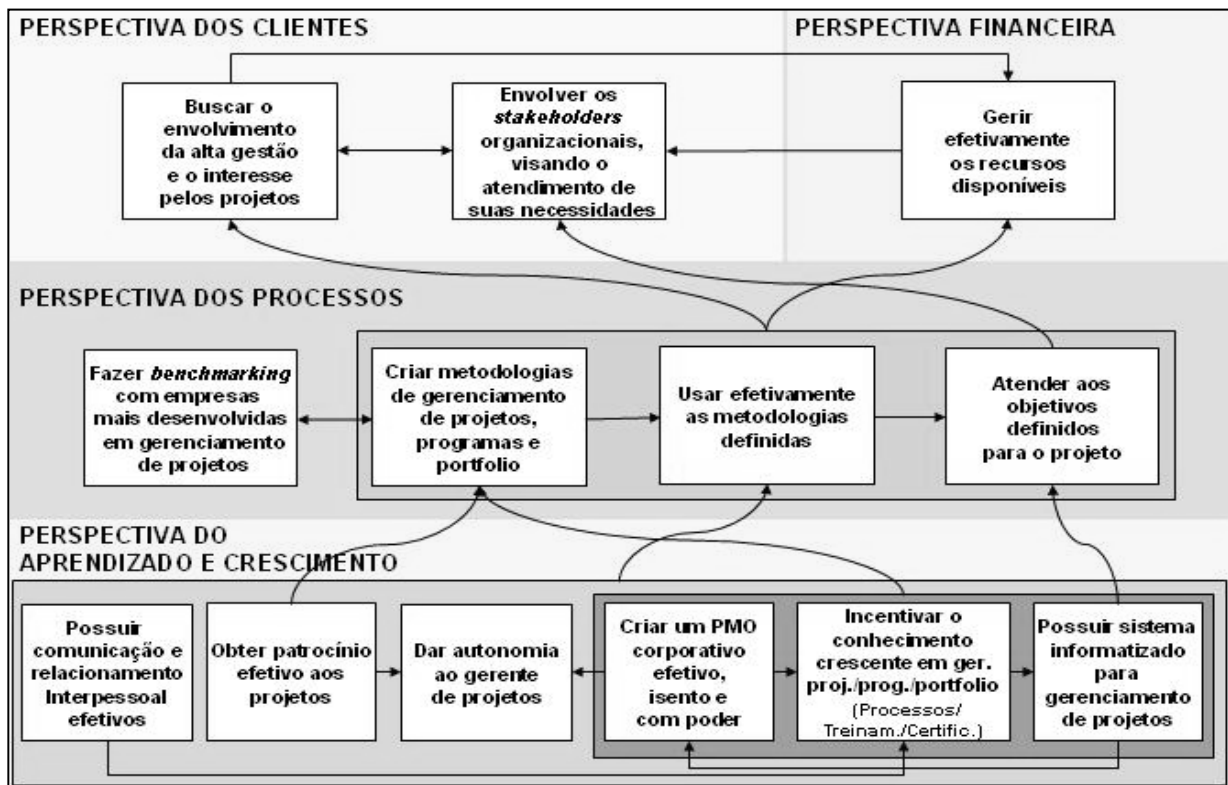 PERSPECTIVA DOS CLIENTES
PERSPECTIVA FINANCEIRA
Buscar o
envolvimento
da alta gestão
e o interesse
pelos projetos
Envolver os
stakeholders
organizacionais,
visando o
atendimento de
suas necessidades
Gerir
efetivamente
os recursos
disponíveis
PERSPECTIVA DOS PROCESSOS
Fazer benchmarking
com empresas
mais desenvolvidas
em gerenciamento
de projetos
Criar metodologias
de gerenciamento
de projetos,
programas e
portfolio
Usar efetivamente
as metodologias
definidas
Atender aos
objetivos
definidos
para o projeto
PERSPECTIVA DO
APRENDIZADO E CRESCIMENTO
Possuir
comunicação e
relacionamento
Interpessoal
efetivos
Obter patrocínio
efetivo aos
projetos
Dar autonomia
ao gerente
de projetos
Criar um PMO
corporativo
efetivo,
isento e
com poder
Incentivar o
conhecimento
crescente em ger.
proj./prog./portfolio
(Processos/
Treinam./Certific.)
Possuir sistema
informatizado
para
gerenciamento
de projetos